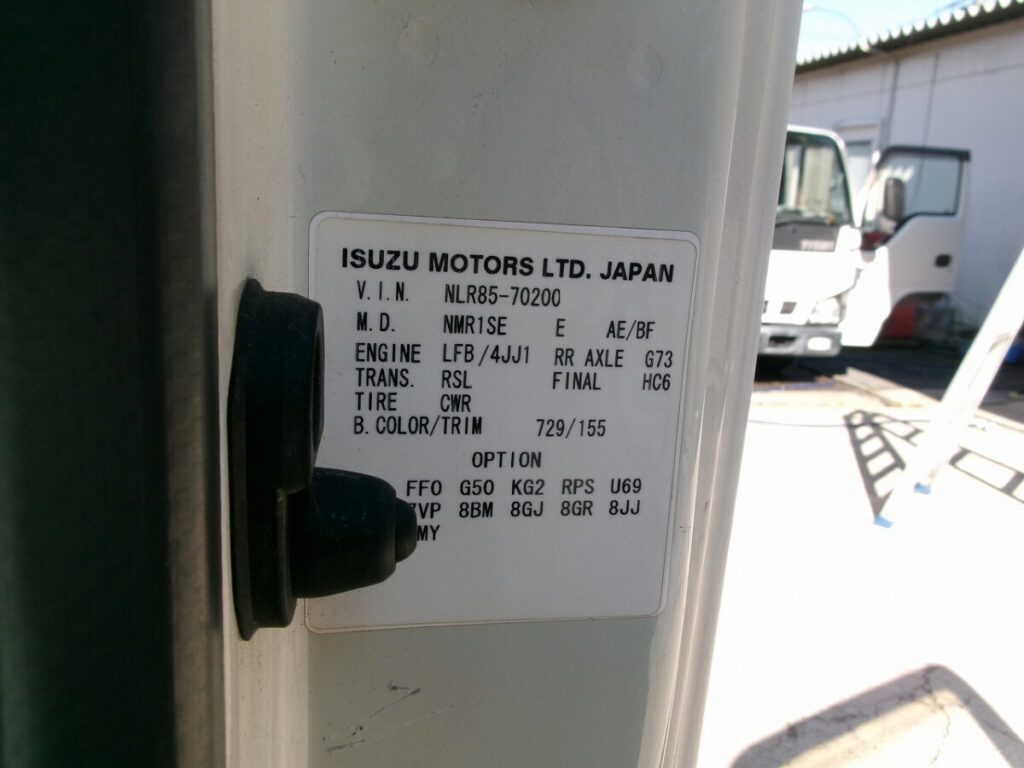 ISUZU MOTORS LTD. JAPAN
V.I.N. NLR85-70200
M.D. NMR1SE E AE/BF
ENGINE LFB/4JJ1 RR AXLE G73
TRANS. RSL FINAL HC6
TIRE CWR
B.COLOR/TRIM 729/155
OPTION
FF0 G50 KG2 RPS U69
8BM 8GJ 8GR 8JJ